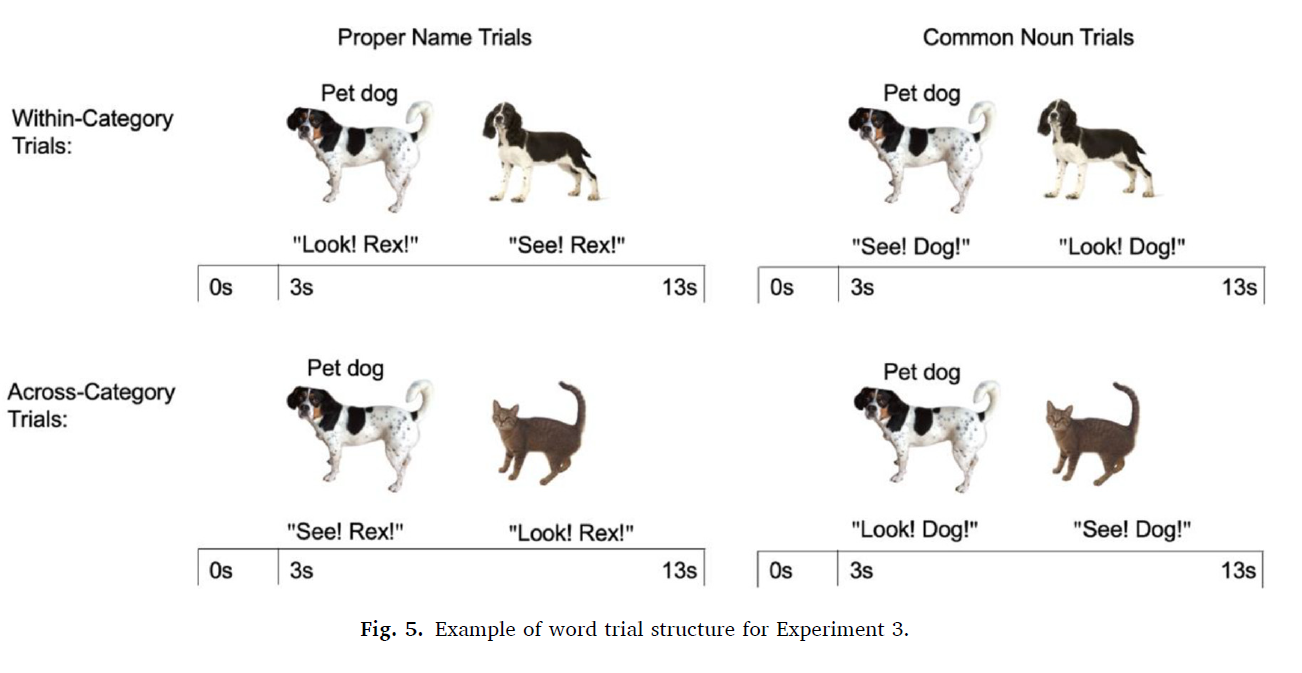 Proper Name Trials
Common Noun Trials
Within-Category
Trials:
Pet dog
"Look! Rex!"
"See! Rex!"
0s
3s
13s
Pet dog
"See! Dog!"
"Look! Dog!"
0s
3s
13s
Across-Category
Trials:
Pet dog
"See! Rex!"
"Look! Rex!"
0s
3s
13s
Pet dog
"Look! Dog!"
"See! Dog!"
0s
3s
13s
Fig. 5. Example of word trial structure for Experiment 3.